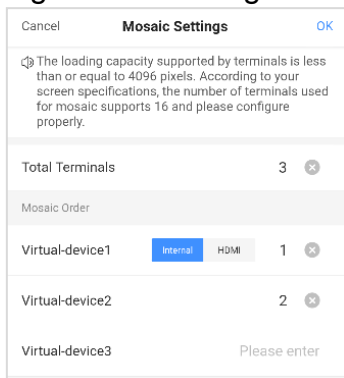 Cancel Mosaic Settings OK
The loading capacity supported by terminals is less
than or equal to 4096 pixels. According to your
screen specifications, the number of terminals used
for mosaic supports 16 and please configure
properly.
Total Terminals 3
Mosaic Order
Virtual-device1 Internal HDMI 1
Virtual-device2 2
Virtual-device3 Please enter